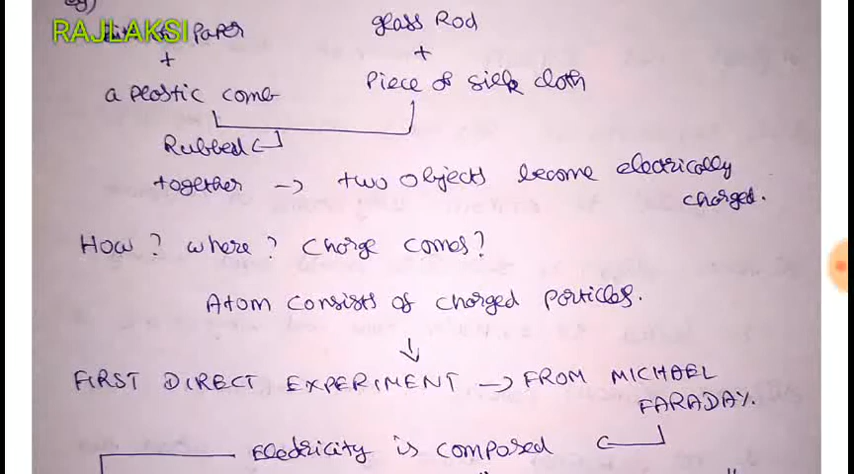 eg)
RAJLAKSI
Paper
glass Rod
+
+
a plastic comb
Piece of silk cloth
Rubbed
together → two objects become electrically
charged.
How? where? charge comes?
Atom consists of charged particles.
↓
FIRST DIRECT EXPERIMENT → FROM MICHAEL
FARADAY.
Electricity is composed